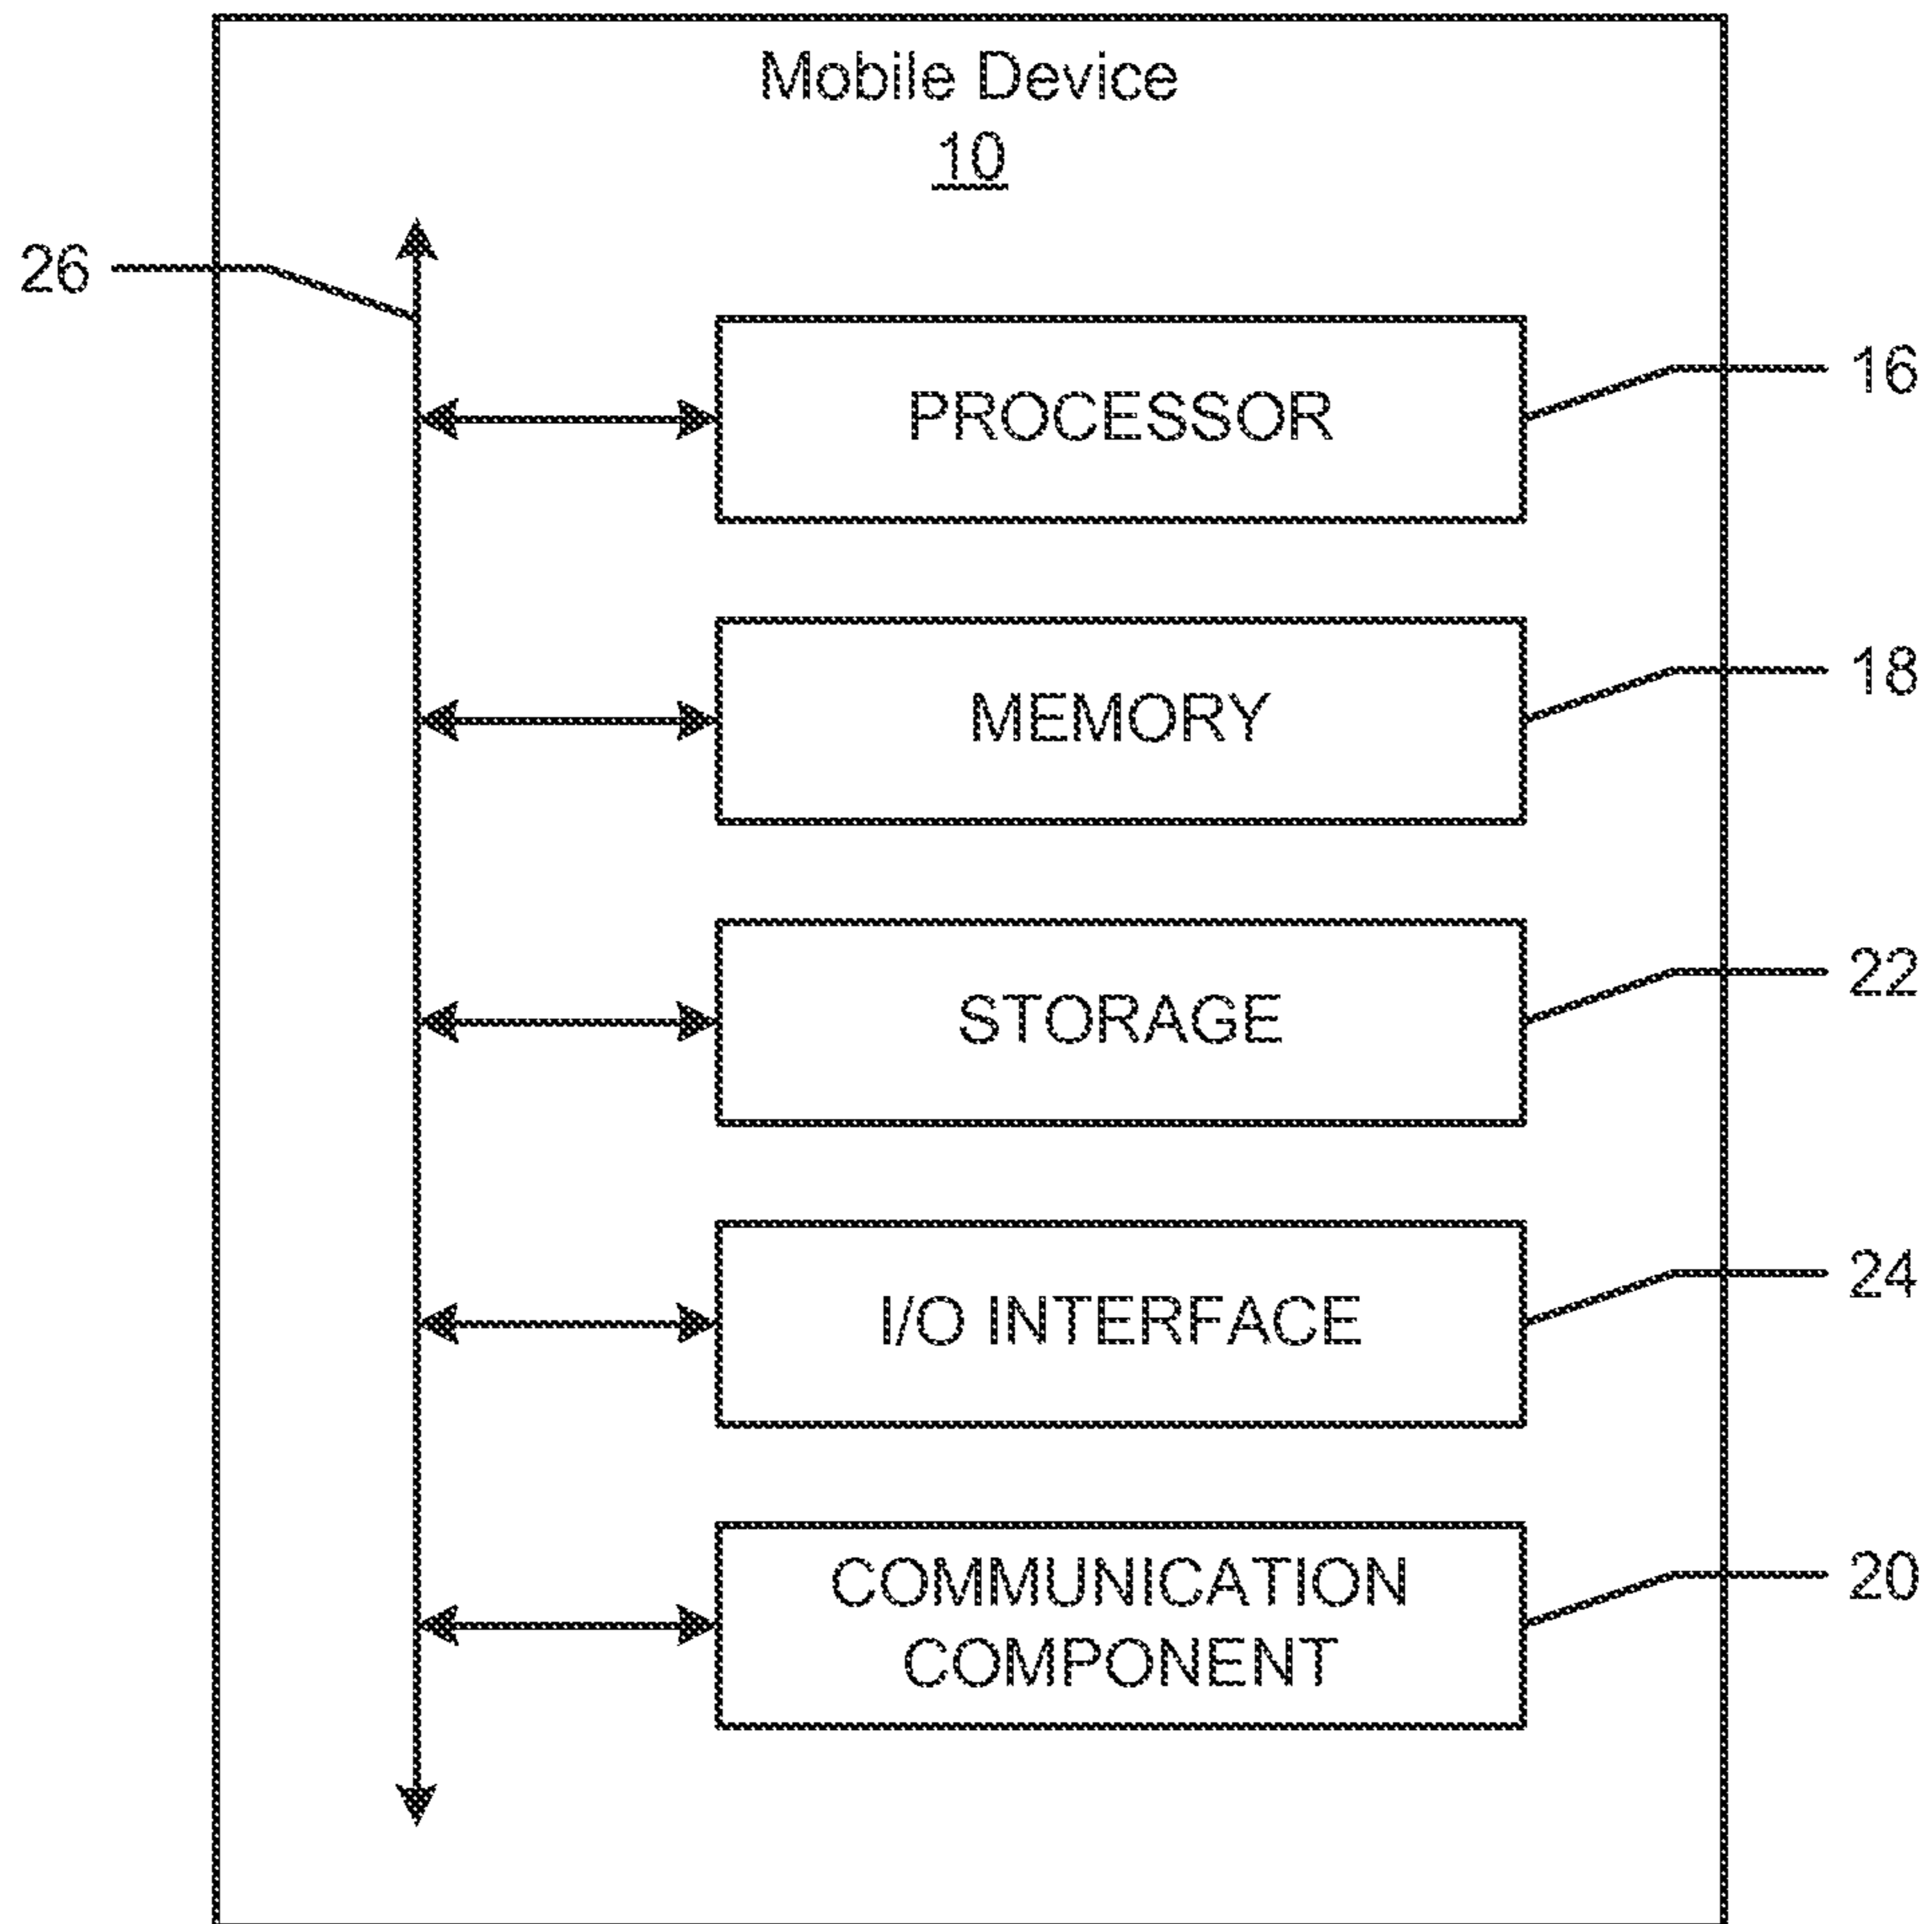 Mobile Device
10
26
PROCESSOR
16
MEMORY
18
STORAGE
22
I/O INTERFACE
24
COMMUNICATION
COMPONENT
20